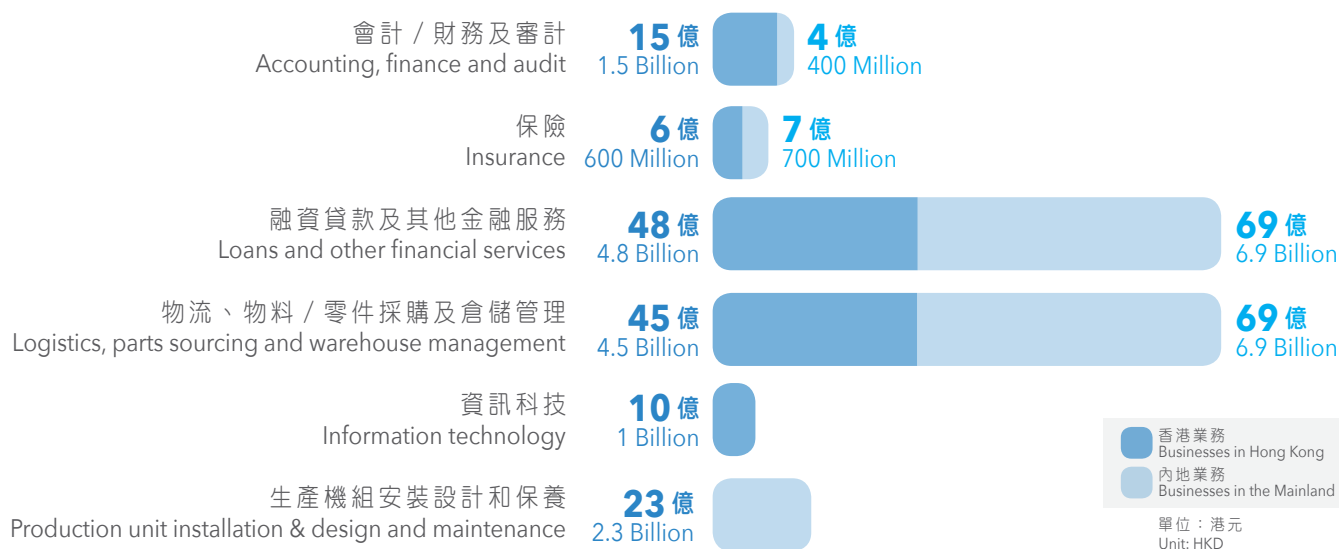 會計 / 財務及審計
Accounting, finance and audit
15 億
1.5 Billion
4 億
400 Million
保險
Insurance
6 億
600 Million
7 億
700 Million
融資貸款及其他金融服務
Loans and other financial services
48 億
4.8 Billion
69 億
6.9 Billion
物流、物料 / 零件採購及倉儲管理
Logistics, parts sourcing and warehouse management
45 億
4.5 Billion
69 億
6.9 Billion
資訊科技
Information technology
10 億
1 Billion
生產機組安裝設計和保養
Production unit installation & design and maintenance
23 億
2.3 Billion
香港業務
Businesses in Hong Kong
內地業務
Businesses in the Mainland
單位：港元
Unit: HKD